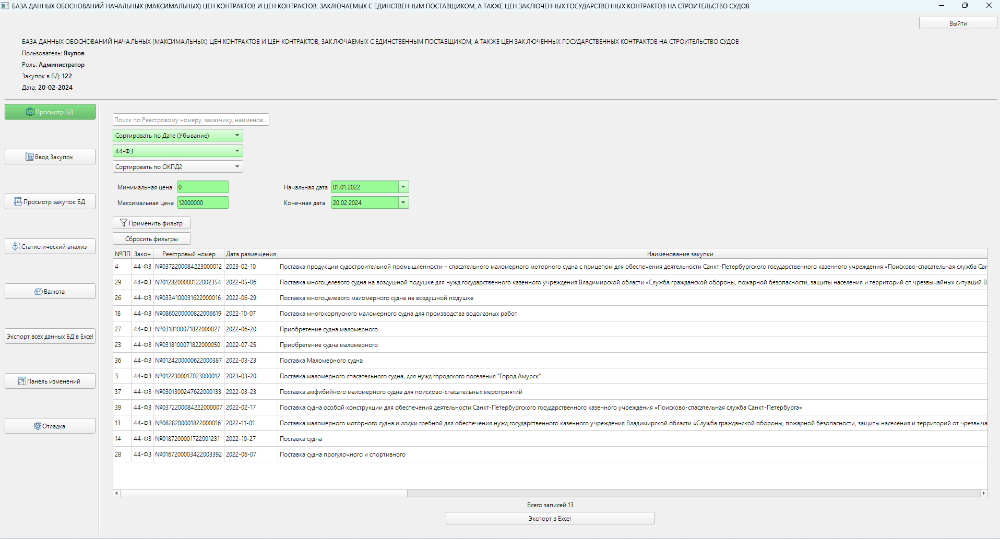 БАЗА ДАННЫХ ОБОСНОВАНИЙ НАЧАЛЬНЫХ (МАКСИМАЛЬНЫХ) ЦЕН КОНТРАКТОВ И ЦЕН КОНТРАКТОВ, ЗАКЛЮЧАЕМЫХ С ЕДИНСТВЕННЫМ ПОСТАВЩИКОМ, А ТАКЖЕ ЦЕН ЗАКЛЮЧЕННЫХ ГОСУДАРСТВЕННЫХ КОНТРАКТОВ НА СТРОИТЕЛЬСТВО СУДОВ
Выйти
БАЗА ДАННЫХ ОБОСНОВАНИЙ НАЧАЛЬНЫХ (МАКСИМАЛЬНЫХ) ЦЕН КОНТРАКТОВ И ЦЕН КОНТРАКТОВ, ЗАКЛЮЧАЕМЫХ С ЕДИНСТВЕННЫМ ПОСТАВЩИКОМ, А ТАКЖЕ ЦЕН ЗАКЛЮЧЕННЫХ ГОСУДАРСТВЕННЫХ КОНТРАКТОВ НА СТРОИТЕЛЬСТВО СУДОВ
Пользователь: Якупов
Роль: Администратор
Закупок в БД: 122
Дата: 20-02-2024
Просмотр БД
Ввод Закупок
Просмотр закупок БД
Статистический анализ
Валюта
Экспорт всех данных БД в Excel
Панель изменений
Отладка
Поиск по Реестровому номеру, заказчику, наименов...
Сортировать по Дате (Убывание)
44-ФЗ
Сортировать по ОКПД2
Минимальная цена 0 Начальная дата 01.01.2022
Максимальная цена 12000000 Конечная дата 20.02.2024
Применить фильтр
Сбросить фильтры
№ПП Закон Реестровый номер Дата размещения Наименование закупки
4 44-ФЗ №0372200084223000012 2023-02-10 Поставка продукции судостроительной промышленности – спасательного маломерного моторного судна с прицепом для обеспечения деятельности Санкт-Петербургского государственного казенного учреждения «Поисково-спасательная служба Сан
29 44-ФЗ №0128200000122002354 2022-05-06 Поставка многоцелевого судна на воздушной подушке для нужд государственного казенного учреждения Владимирской области «Служба гражданской обороны, пожарной безопасности, защиты населения и территорий от чрезвычайных ситуаций В.
26 44-ФЗ №0334100031622000016 2022-06-29 Поставка многоцелевого маломерного судна на воздушной подушке
18 44-ФЗ №0860200000822006619 2022-10-07 Поставка многокорпусного маломерного судна для производства водолазных работ
27 44-ФЗ №0318100071822000027 2022-06-20 Приобретение судна маломерного
23 44-ФЗ №0318100071822000050 2022-07-25 Приобретение судна маломерного
36 44-ФЗ №0124200000622000387 2022-03-23 Поставка Маломерного судна
3 44-ФЗ №0122300017023000012 2023-03-20 Поставка маломерного спасательного судна, для нужд городского поселения "Город Амурск"
37 44-ФЗ №0301300247622000133 2022-03-23 Поставка амфибийного маломерного судна для поисково-спасательных мероприятий
39 44-ФЗ №0372200084222000007 2022-02-17 Поставка судна особой конструкции для обеспечения деятельности Санкт-Петербургского государственного казенного учреждения «Поисково-спасательная служба Санкт-Петербурга»
13 44-ФЗ №0828200001822000016 2022-11-01 Поставка маломерного моторного судна и лодки гребной для обеспечения нужд государственного казенного учреждения Владимирской области «Служба гражданской обороны, пожарной безопасности, защиты населения и территорий от чрезвыча
14 44-ФЗ №0187200001722001231 2022-10-27 Поставка судна
28 44-ФЗ №0167200003422003392 2022-06-07 Поставка судна прогулочного и спортивного
Всего записей 13
Экспорт в Excel